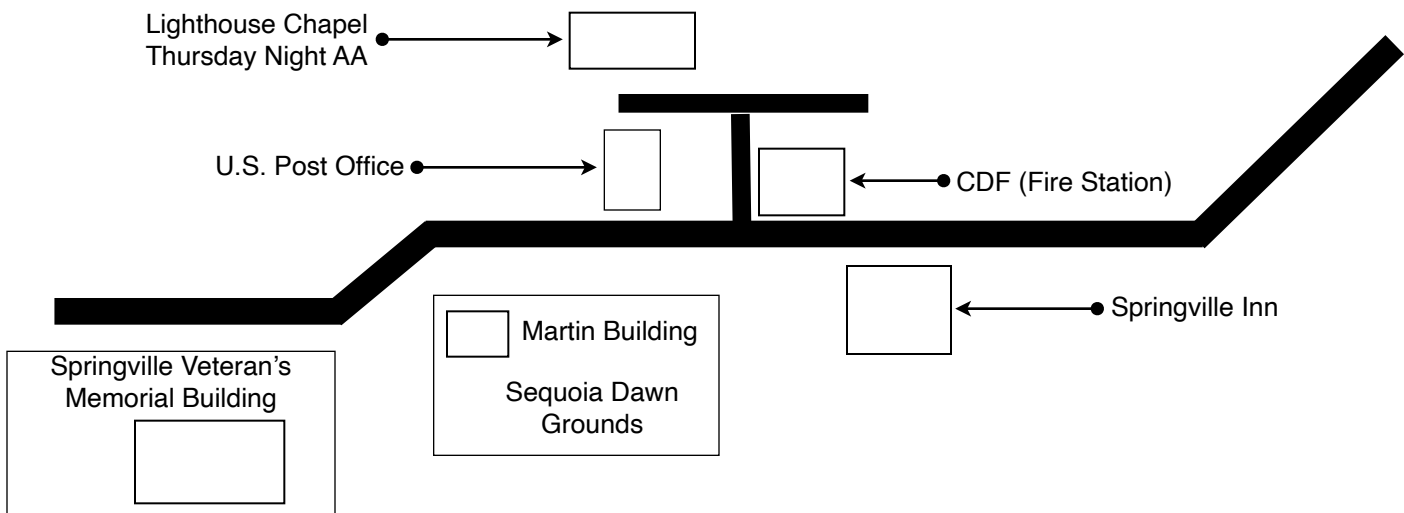 Lighthouse Chapel
Thursday Night AA
U.S. Post Office
CDF (Fire Station)
Springville Inn
Martin Building
Sequoia Dawn
Grounds
Springville Veteran's
Memorial Building